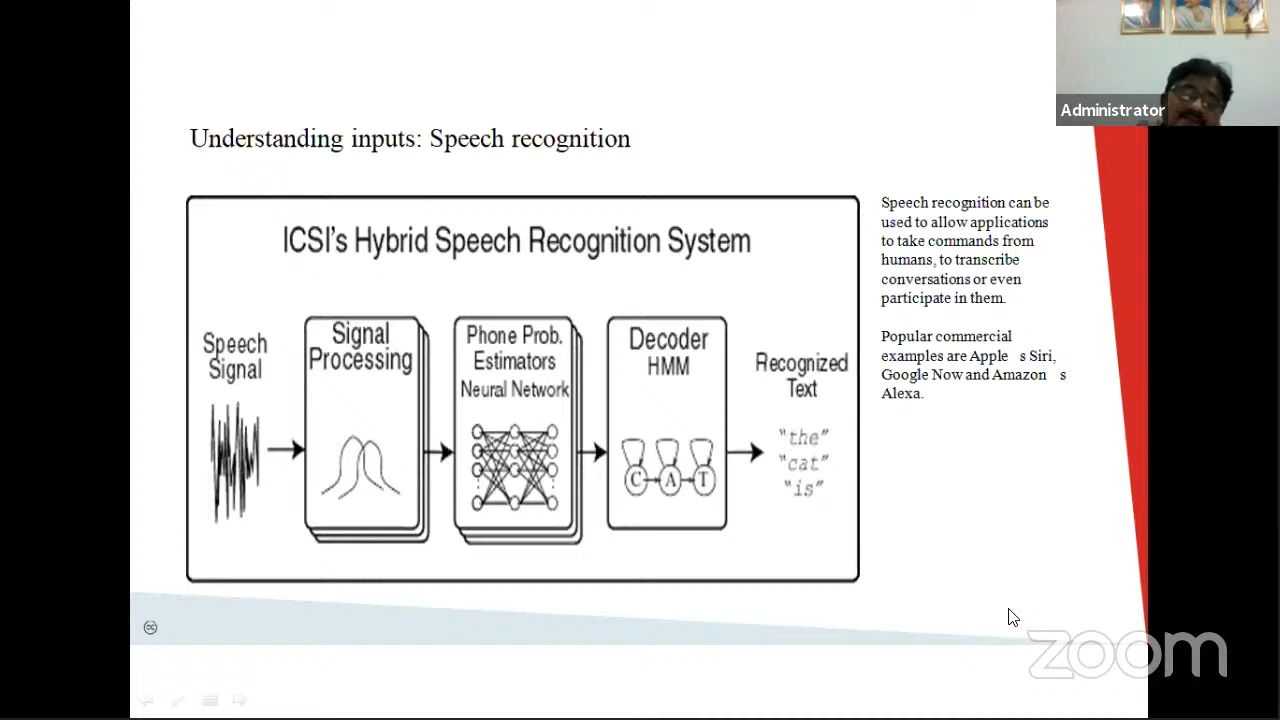 Administrator
Understanding inputs: Speech recognition
ICSI's Hybrid Speech Recognition System
Speech
Signal
Signal
Processing
Phone Prob.
Estimators
Neural Network
Decoder
HMM
C A T
Recognized
Text
"the"
"cat"
"is"
Speech recognition can be
used to allow applications
to take commands from
humans, to transcribe
conversations or even
participate in them.
Popular commercial
examples are Apple s Siri,
Google Now and Amazon s
Alexa.
cc
zoom